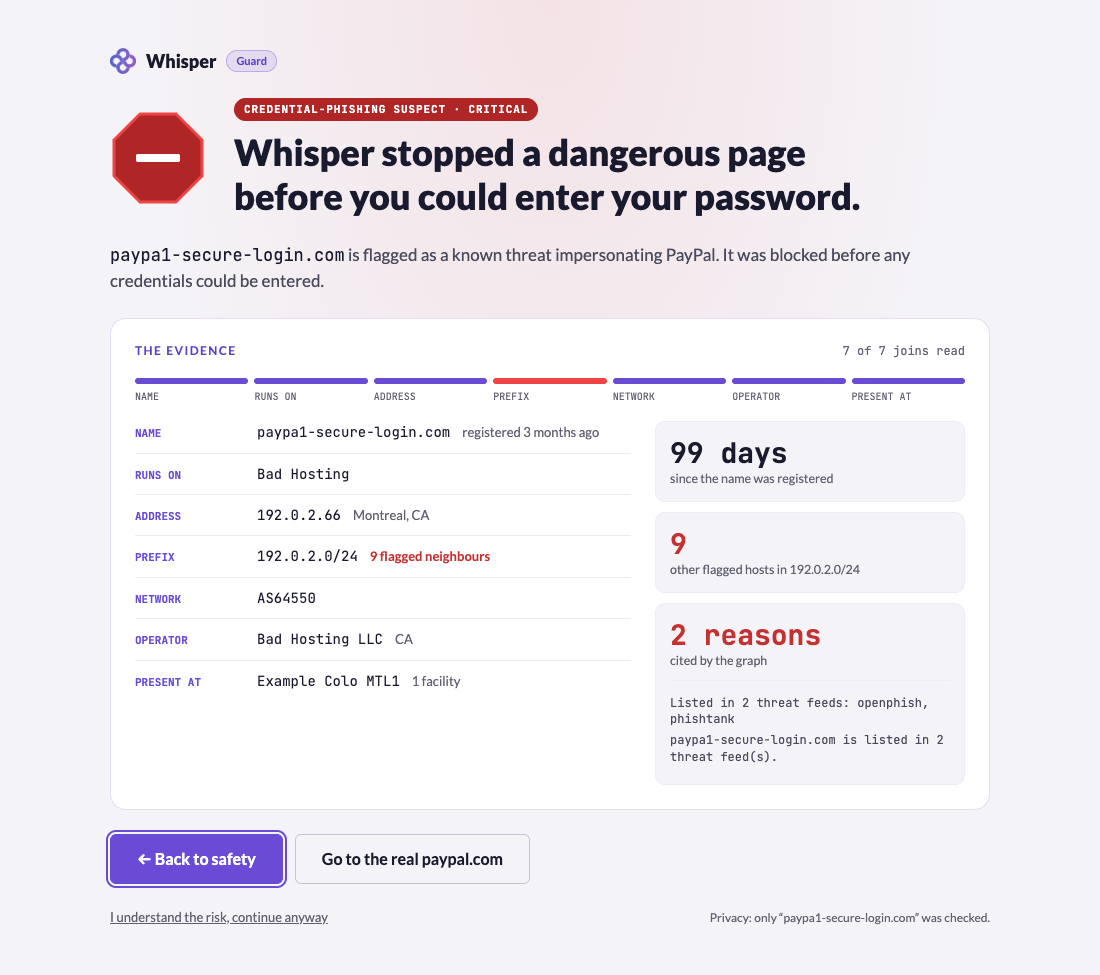 Whisper Guard
CREDENTIAL-PHISHING SUSPECT · CRITICAL
Whisper stopped a dangerous page
before you could enter your password.
paypa1-secure-login.com is flagged as a known threat impersonating PayPal. It was blocked before any
credentials could be entered.
THE EVIDENCE
7 of 7 joins read
NAME RUNS ON ADDRESS PREFIX NETWORK OPERATOR PRESENT AT
NAME paypa1-secure-login.com registered 3 months ago
RUNS ON Bad Hosting
ADDRESS 192.0.2.66 Montreal, CA
PREFIX 192.0.2.0/24 9 flagged neighbours
NETWORK AS64550
OPERATOR Bad Hosting LLC CA
PRESENT AT Example Colo MTL1 1 facility
99 days
since the name was registered
9
other flagged hosts in 192.0.2.0/24
2 reasons
cited by the graph
Listed in 2 threat feeds: openphish,
phishtank
paypa1-secure-login.com is listed in 2
threat feed(s).
← Back to safety
Go to the real paypal.com
I understand the risk, continue anyway
Privacy: only “paypa1-secure-login.com” was checked.